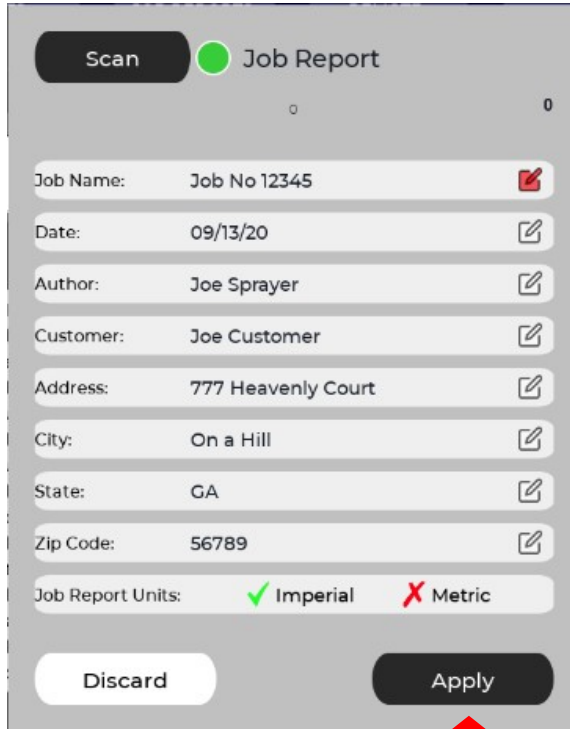 Scan Job Report
o 0
Job Name: Job No 12345
Date: 09/13/20
Author: Joe Sprayer
Customer: Joe Customer
Address: 777 Heavenly Court
City: On a Hill
State: GA
Zip Code: 56789
Job Report Units: Imperial Metric
Discard Apply